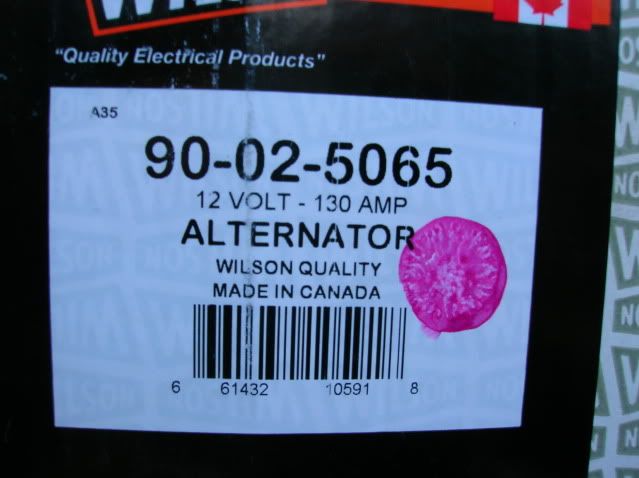 "Quality Electrical Products"
A35
90-02-5065
12 VOLT - 130 AMP
ALTERNATOR
WILSON QUALITY
MADE IN CANADA
6 61432 10591 8